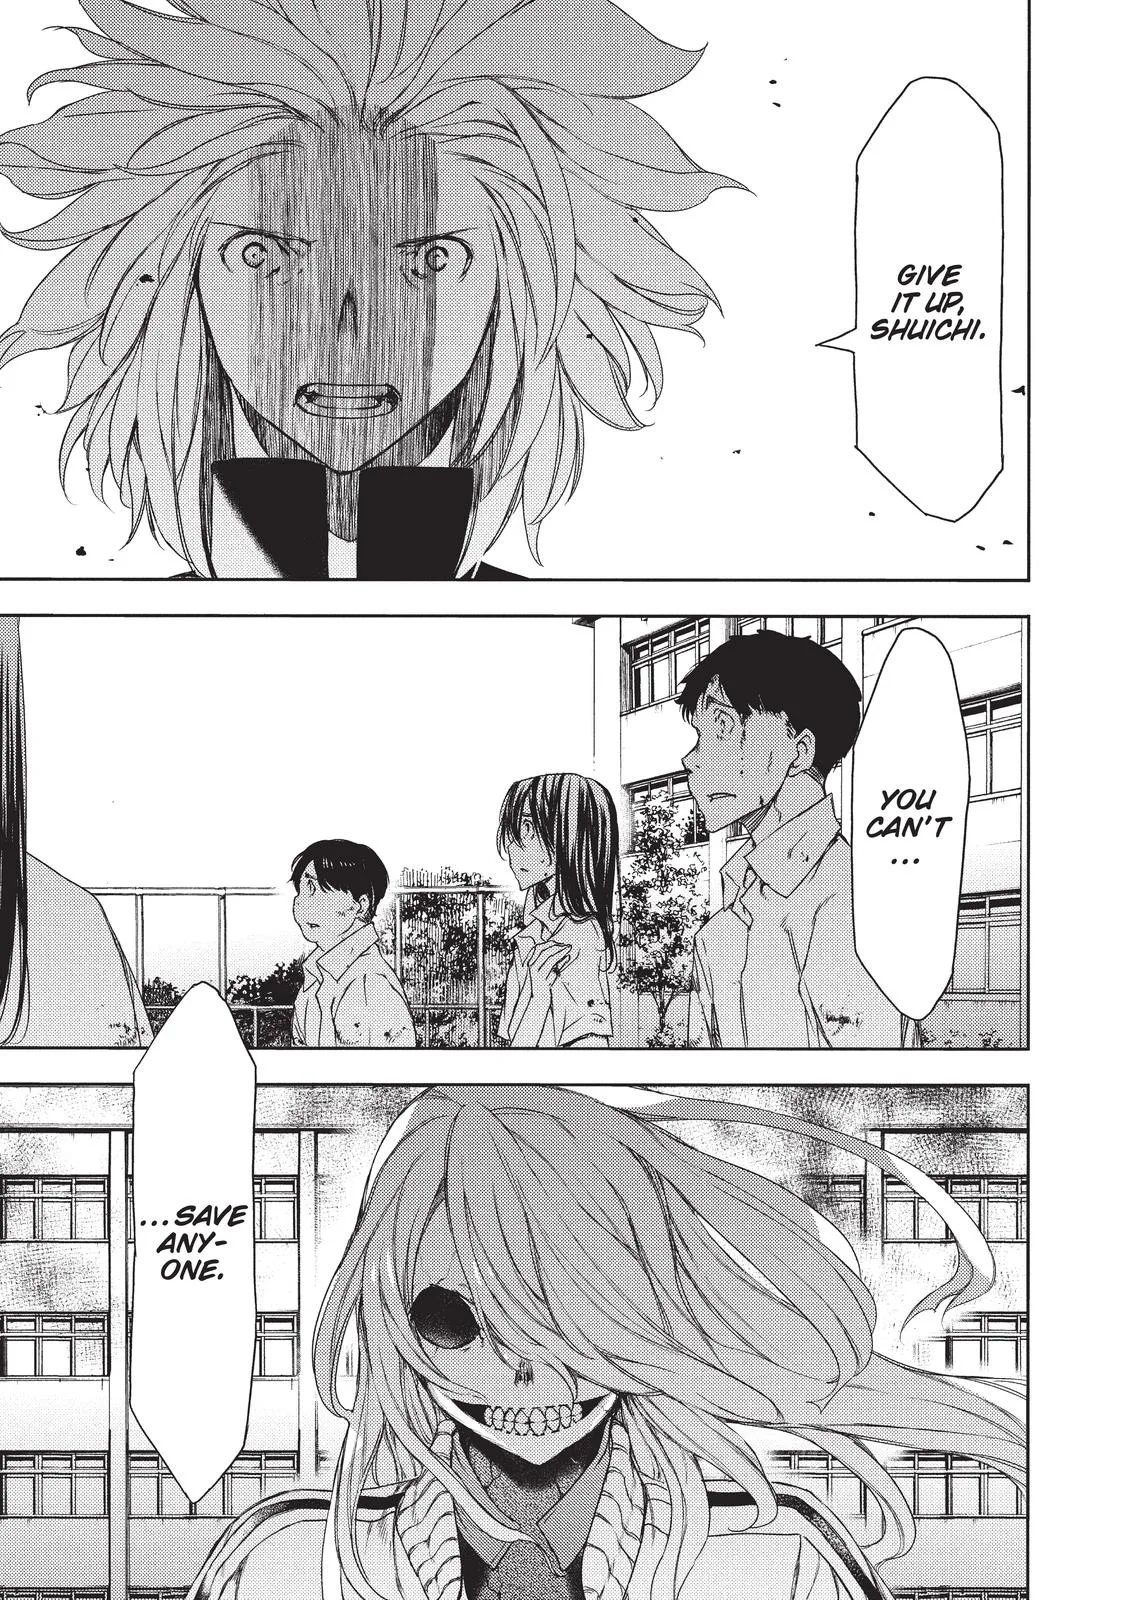 GIVE
IT UP,
SHUICHI.
YOU
CAN'T
...
...SAVE
ANY-
ONE.